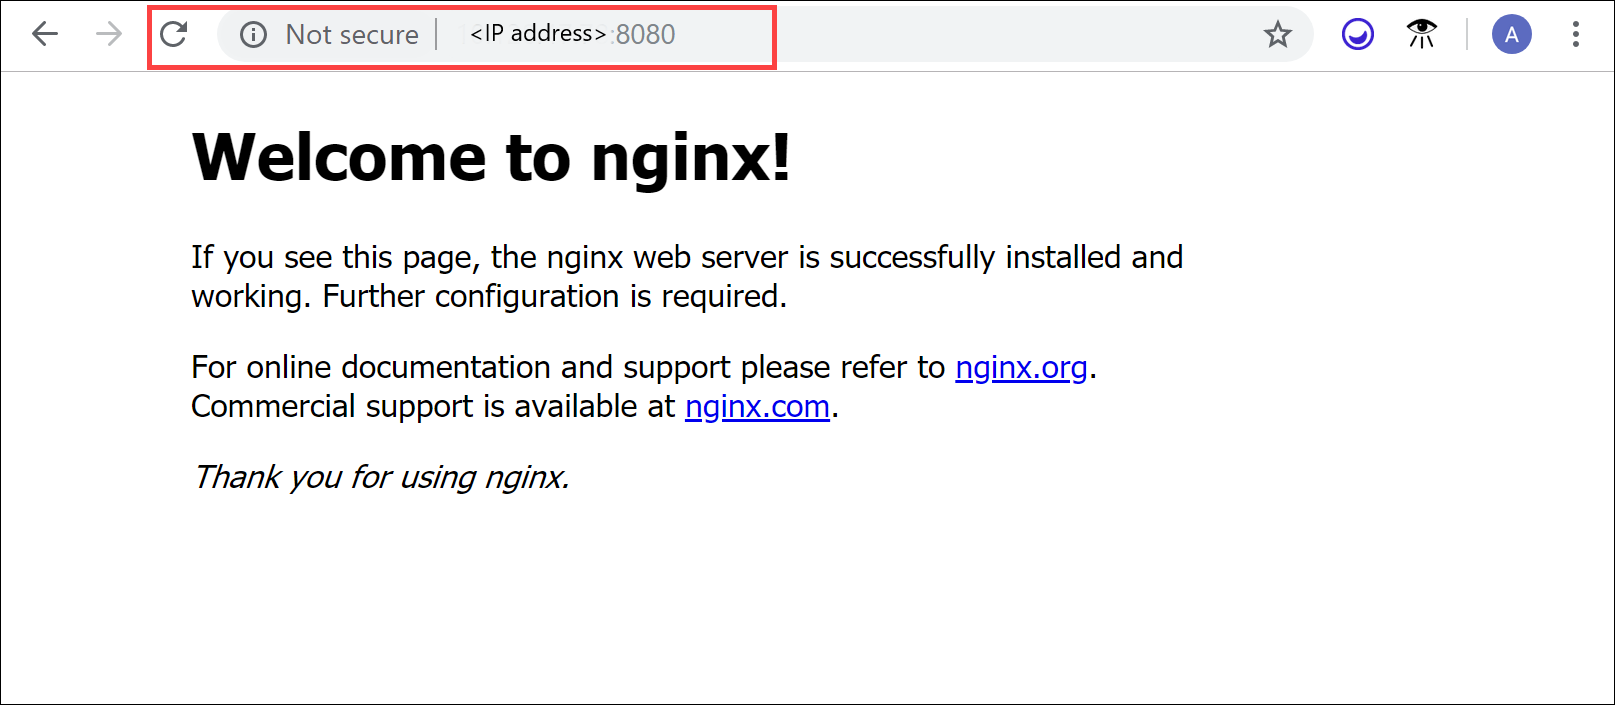 Not secure | <IP address>:8080
A
Welcome to nginx!
If you see this page, the nginx web server is successfully installed and
working. Further configuration is required.
For online documentation and support please refer to nginx.org.
Commercial support is available at nginx.com.
Thank you for using nginx.